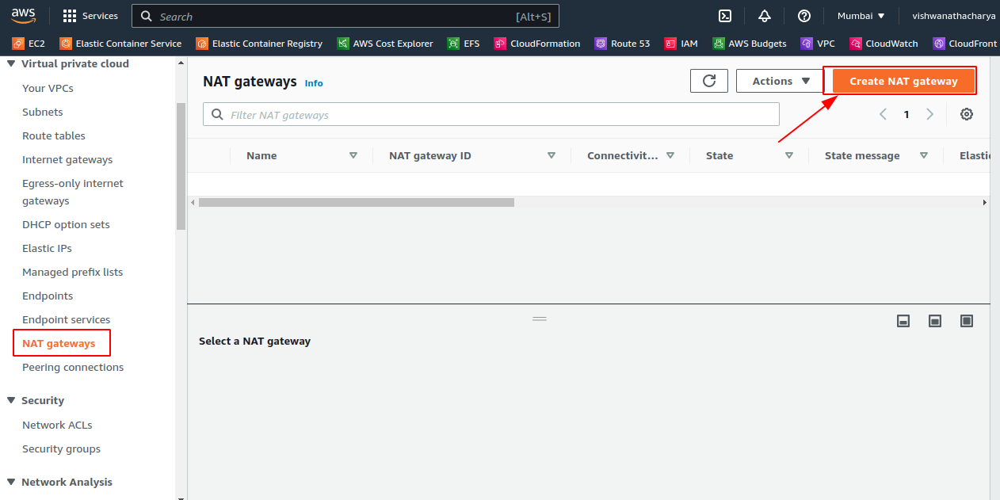 aws Services Search [Alt+S] Mumbai vishwanathacharya
EC2 Elastic Container Service Elastic Container Registry AWS Cost Explorer EFS CloudFormation Route 53 IAM AWS Budgets VPC CloudWatch CloudFront
Virtual private cloud
Your VPCs
Subnets
Route tables
Internet gateways
Egress-only internet
gateways
DHCP option sets
Elastic IPs
Managed prefix lists
Endpoints
Endpoint services
NAT gateways
Peering connections
Security
Network ACLs
Security groups
Network Analysis
NAT gateways Info Actions Create NAT gateway
Filter NAT gateways 1
Name NAT gateway ID Connectivit... State State message Elastic
Select a NAT gateway